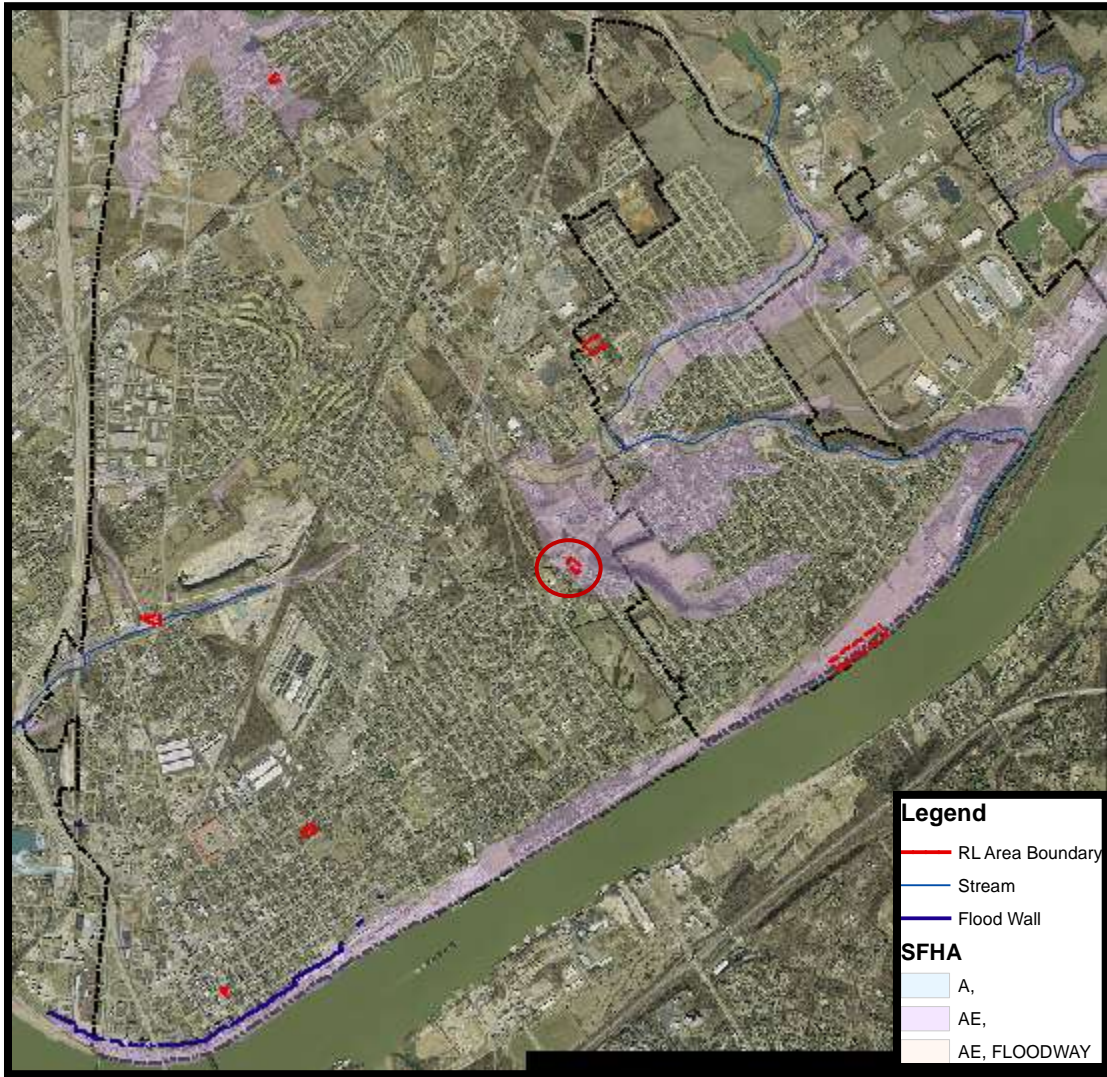 Legend
RL Area Boundary
Stream
Flood Wall
SFHA
A,
AE,
AE, FLOODWAY